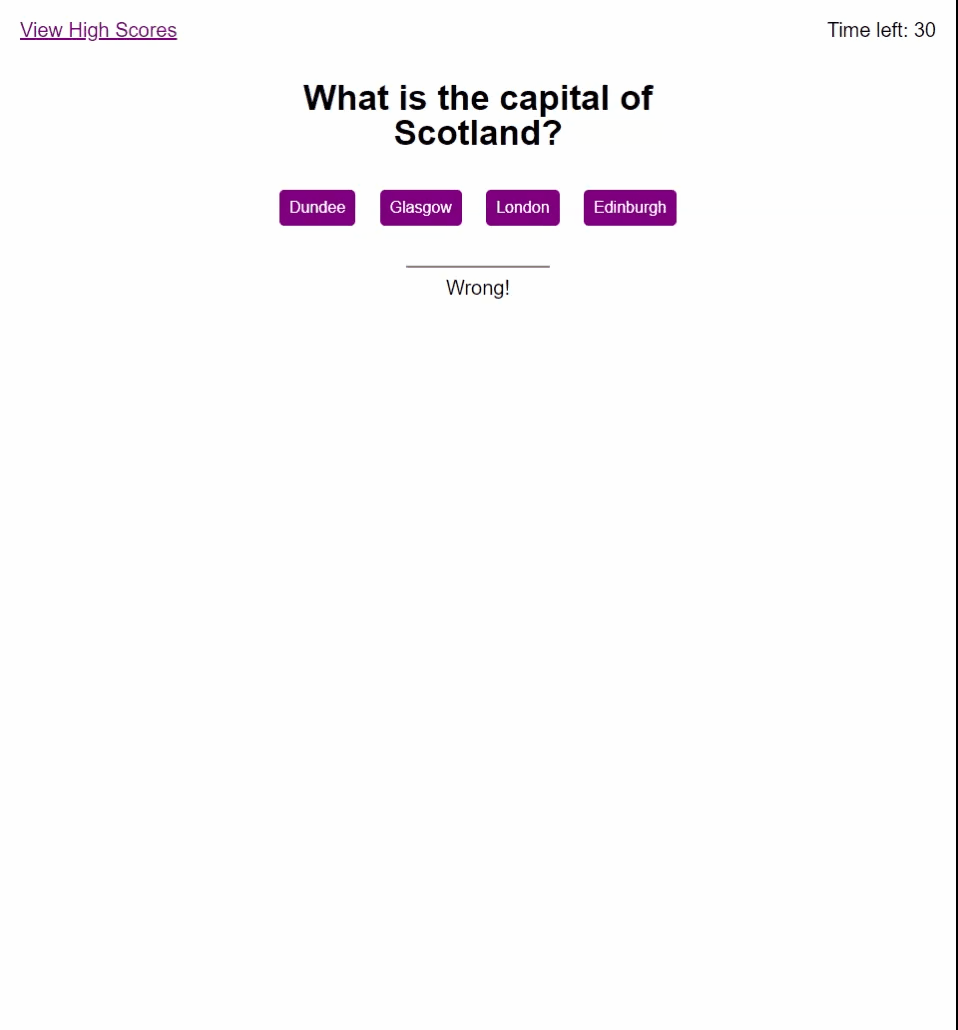 View High Scores
Time left: 30
What is the capital of
Scotland?
Dundee
Glasgow
London
Edinburgh
Wrong!